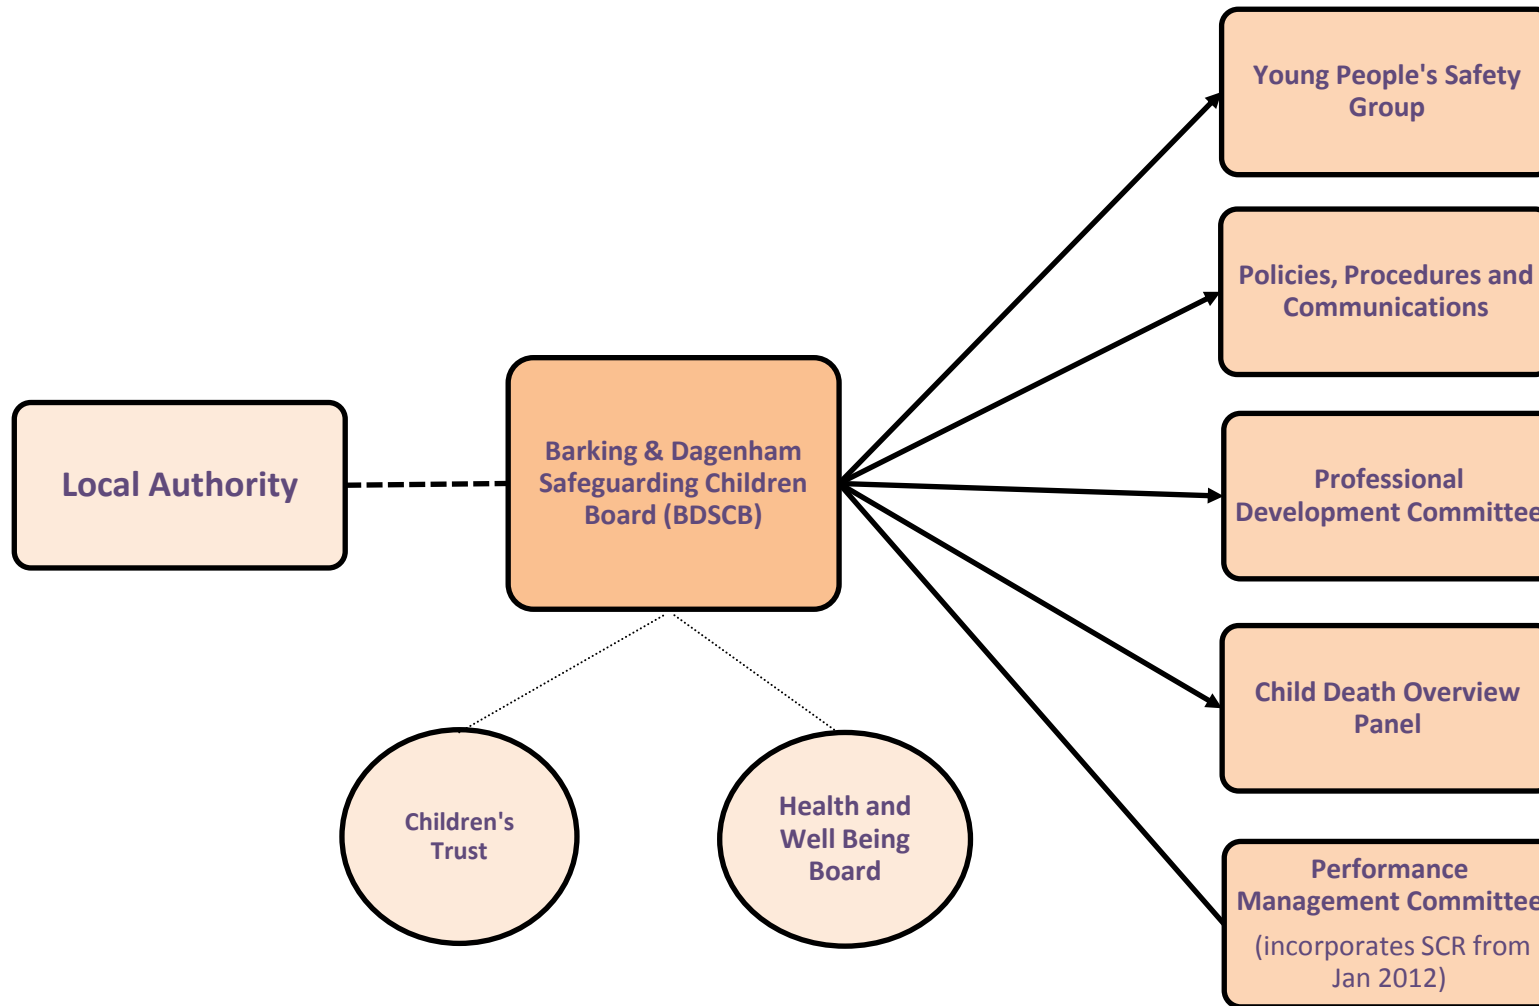 Young People's Safety
Group
Policies, Procedures and
Communications
Local Authority
Barking & Dagenham
Safeguarding Children
Board (BDSCB)
Professional
Development Committee
Child Death Overview
Panel
Children's
Trust
Health and
Well Being
Board
Performance
Management Committee
(incorporates SCR from
Jan 2012)